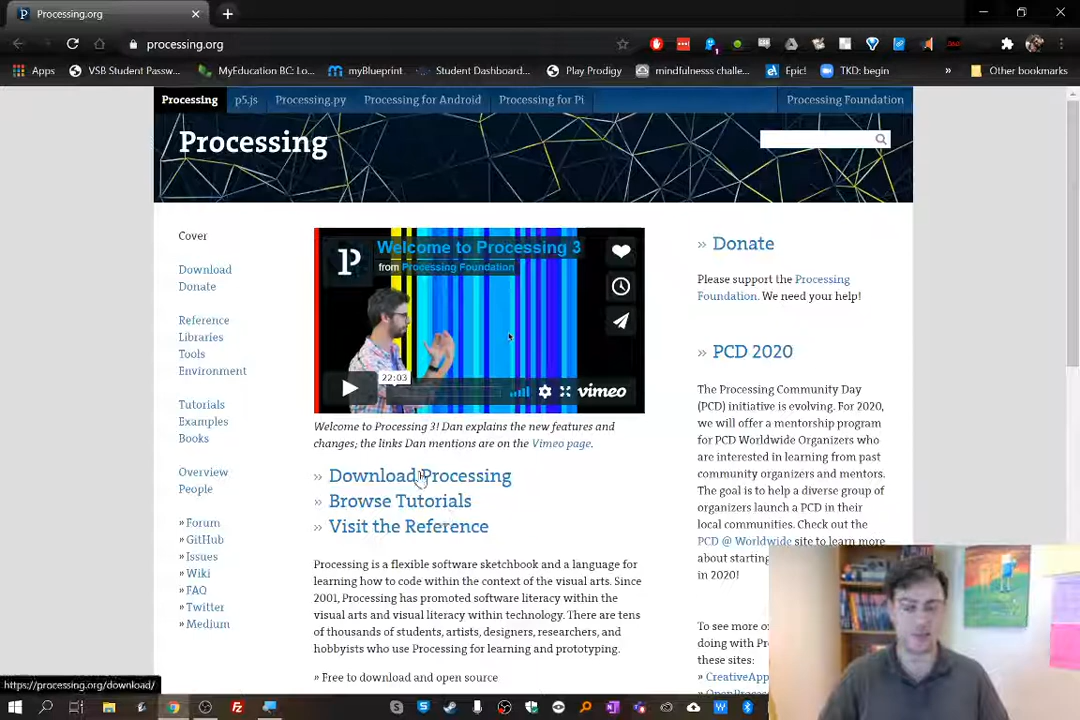 Processing.org
processing.org
Apps
VSB Student Passw...
MyEducation BC: Lo...
myBlueprint
Student Dashboard...
Play Prodigy
mindfulnesss challe...
Epic!
TKD: begin
»
Other bookmarks
Processing
p5.js
Processing.py
Processing for Android
Processing for Pi
Processing Foundation
Processing
Cover
Download
Donate
Reference
Libraries
Tools
Environment
Tutorials
Examples
Books
Overview
People
» Forum
» GitHub
» Issues
» Wiki
» FAQ
» Twitter
» Medium
Welcome to Processing 3
from Processing Foundation
22:03
vimeo
Welcome to Processing 3! Dan explains the new features and
changes; the links Dan mentions are on the Vimeo page.
» Download Processing
» Browse Tutorials
» Visit the Reference
Processing is a flexible software sketchbook and a language for
learning how to code within the context of the visual arts. Since
2001, Processing has promoted software literacy within the
visual arts and visual literacy within technology. There are tens
of thousands of students, artists, designers, researchers, and
hobbyists who use Processing for learning and prototyping.
» Free to download and open source
» Donate
Please support the Processing
Foundation. We need your help!
» PCD 2020
The Processing Community Day
(PCD) initiative is evolving. For 2020,
we will offer a mentorship program
for PCD Worldwide Organizers who
are interested in learning from past
community organizers and mentors.
The goal is to help a diverse group of
organizers launch a PCD in their
local communities. Check out the
PCD @ Worldwide site to learn more
about starting
in 2020!
To see more o
doing with Pr
these sites:
» CreativeApp
https://processing.org/download/